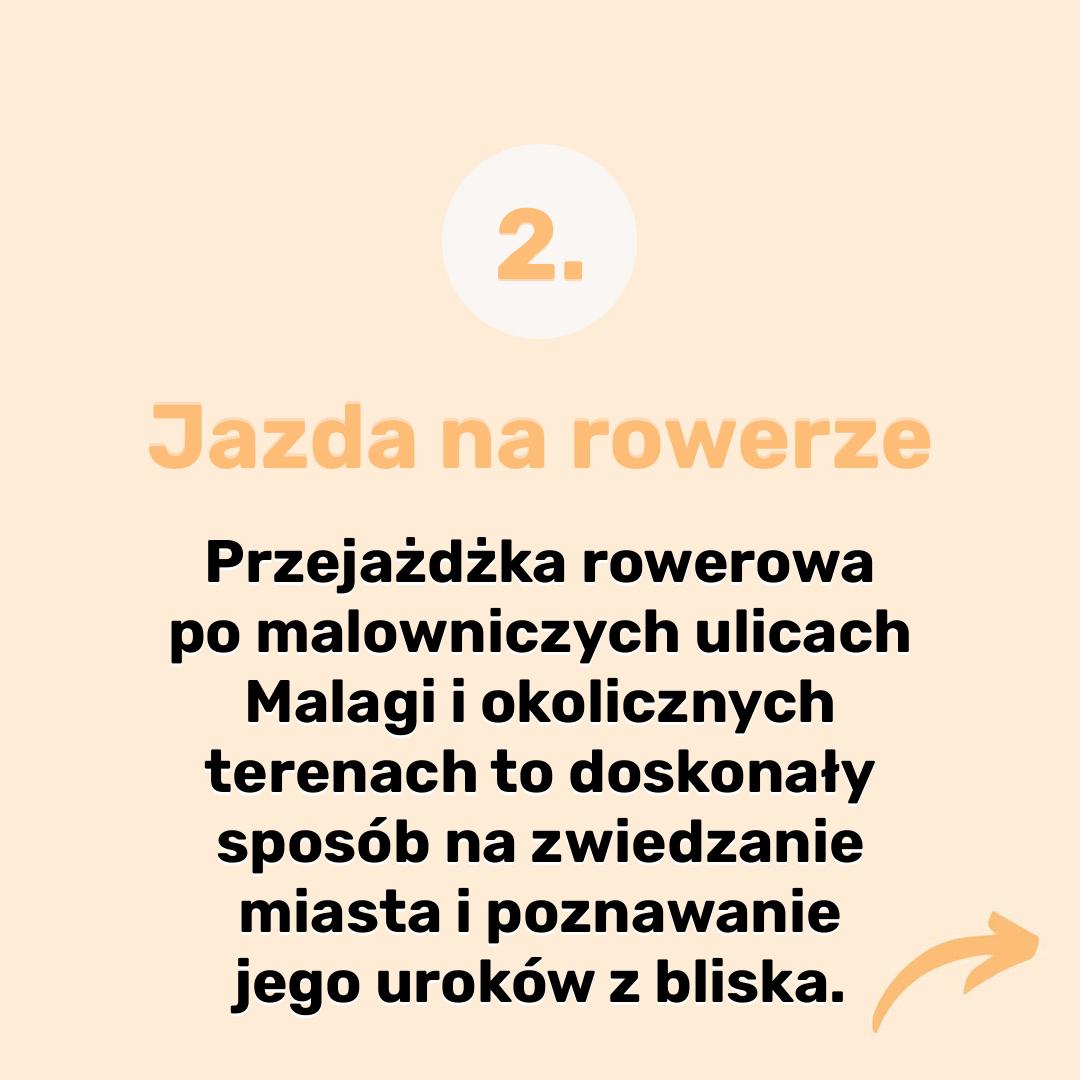 2.
Jazda na rowerze
Przejażdżka rowerowa
po malowniczych ulicach
Malagi i okolicznych
terenach to doskonały
sposób na zwiedzanie
miasta i poznawanie
jego uroków z bliska.